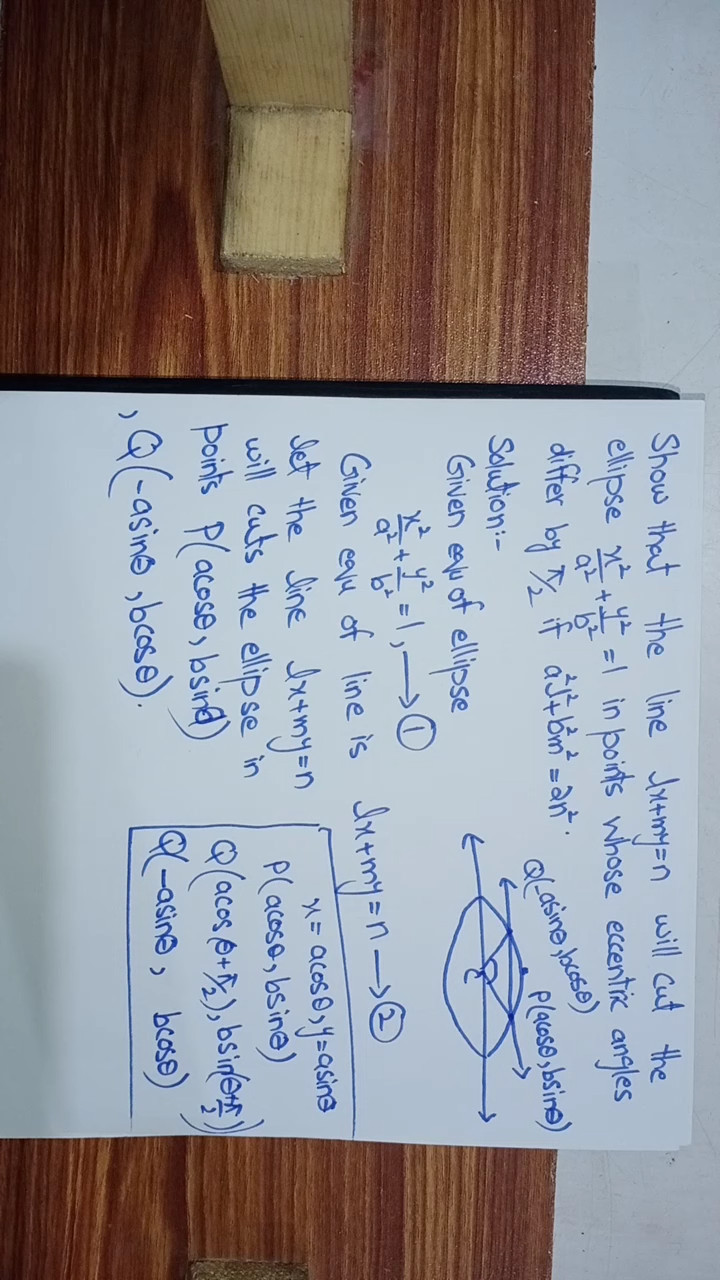 Show that the line lx+my=n will cut the
ellipse x²/a² + y²/b² = 1 in points whose eccentric angles
differ by π/2 if a²l²+b²m²=2n².
Solution:-
Given equ of ellipse
x²/a² + y²/b² = 1, → ①
Q(-asinθ, bcosθ)
P(acosθ, bsinθ)
C
Given equ of line is lx+my=n → ②
let the line lx+my=n
will cuts the ellipse in
points P(acosθ, bsinθ)
, Q(-asinθ, bcosθ).
x=acosθ, y=asinθ
P(acosθ, bsinθ)
Q(acos(θ+π/2), bsin(θ+π/2))
Q(-asinθ, bcosθ)